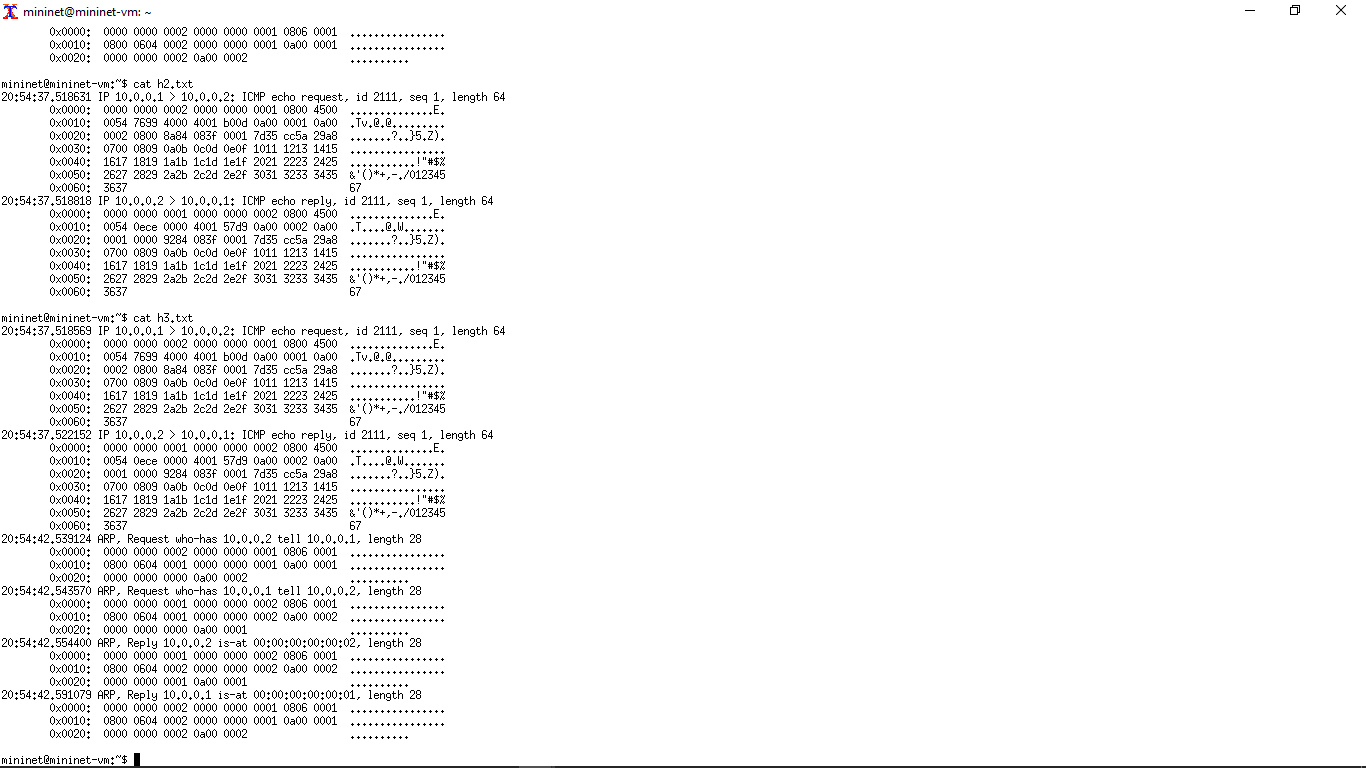 mininet@mininet-vm: ~
0x0000: 0000 0000 0002 0000 0000 0001 0806 0001 ................
0x0010: 0800 0604 0002 0000 0000 0001 0a00 0001 ................
0x0020: 0000 0000 0002 0a00 0002 ..........
mininet@mininet-vm:~$ cat h2.txt
20:54:37.518631 IP 10.0.0.1 > 10.0.0.2: ICMP echo request, id 2111, seq 1, length 64
0x0000: 0000 0000 0002 0000 0000 0001 0800 4500 ..............E.
0x0010: 0054 7699 4000 4001 b00d 0a00 0001 0a00 .Tv.@.@.........
0x0020: 0002 0800 8a84 083f 0001 7d35 cc5a 29a8 .......?..}5.Z).
0x0030: 0700 0809 0a0b 0c0d 0e0f 1011 1213 1415 ................
0x0040: 1617 1819 1a1b 1c1d 1e1f 2021 2223 2425 ...........!"#$%
0x0050: 2627 2829 2a2b 2c2d 2e2f 3031 3233 3435 &'()*+,-./012345
0x0060: 3637 67
20:54:37.518818 IP 10.0.0.2 > 10.0.0.1: ICMP echo reply, id 2111, seq 1, length 64
0x0000: 0000 0000 0001 0000 0000 0002 0800 4500 ..............E.
0x0010: 0054 0ece 0000 4001 57d9 0a00 0002 0a00 .T....@.W.......
0x0020: 0001 0000 9284 083f 0001 7d35 cc5a 29a8 .......?..}5.Z).
0x0030: 0700 0809 0a0b 0c0d 0e0f 1011 1213 1415 ................
0x0040: 1617 1819 1a1b 1c1d 1e1f 2021 2223 2425 ...........!"#$%
0x0050: 2627 2829 2a2b 2c2d 2e2f 3031 3233 3435 &'()*+,-./012345
0x0060: 3637 67
mininet@mininet-vm:~$ cat h3.txt
20:54:37.518569 IP 10.0.0.1 > 10.0.0.2: ICMP echo request, id 2111, seq 1, length 64
0x0000: 0000 0000 0002 0000 0000 0001 0800 4500 ..............E.
0x0010: 0054 7699 4000 4001 b00d 0a00 0001 0a00 .Tv.@.@.........
0x0020: 0002 0800 8a84 083f 0001 7d35 cc5a 29a8 .......?..}5.Z).
0x0030: 0700 0809 0a0b 0c0d 0e0f 1011 1213 1415 ................
0x0040: 1617 1819 1a1b 1c1d 1e1f 2021 2223 2425 ...........!"#$%
0x0050: 2627 2829 2a2b 2c2d 2e2f 3031 3233 3435 &'()*+,-./012345
0x0060: 3637 67
20:54:37.522152 IP 10.0.0.2 > 10.0.0.1: ICMP echo reply, id 2111, seq 1, length 64
0x0000: 0000 0000 0001 0000 0000 0002 0800 4500 ..............E.
0x0010: 0054 0ece 0000 4001 57d9 0a00 0002 0a00 .T....@.W.......
0x0020: 0001 0000 9284 083f 0001 7d35 cc5a 29a8 .......?..}5.Z).
0x0030: 0700 0809 0a0b 0c0d 0e0f 1011 1213 1415 ................
0x0040: 1617 1819 1a1b 1c1d 1e1f 2021 2223 2425 ...........!"#$%
0x0050: 2627 2829 2a2b 2c2d 2e2f 3031 3233 3435 &'()*+,-./012345
0x0060: 3637 67
20:54:42.539124 ARP, Request who-has 10.0.0.2 tell 10.0.0.1, length 28
0x0000: 0000 0000 0002 0000 0000 0001 0806 0001 ................
0x0010: 0800 0604 0001 0000 0000 0001 0a00 0001 ................
0x0020: 0000 0000 0000 0a00 0002 ..........
20:54:42.543570 ARP, Request who-has 10.0.0.1 tell 10.0.0.2, length 28
0x0000: 0000 0000 0001 0000 0000 0002 0806 0001 ................
0x0010: 0800 0604 0001 0000 0000 0002 0a00 0002 ................
0x0020: 0000 0000 0000 0a00 0001 ..........
20:54:42.554400 ARP, Reply 10.0.0.2 is-at 00:00:00:00:00:02, length 28
0x0000: 0000 0000 0001 0000 0000 0002 0806 0001 ................
0x0010: 0800 0604 0002 0000 0000 0002 0a00 0002 ................
0x0020: 0000 0000 0001 0a00 0001 ..........
20:54:42.591079 ARP, Reply 10.0.0.1 is-at 00:00:00:00:00:01, length 28
0x0000: 0000 0000 0002 0000 0000 0001 0806 0001 ................
0x0010: 0800 0604 0002 0000 0000 0001 0a00 0001 ................
0x0020: 0000 0000 0002 0a00 0002 ..........
mininet@mininet-vm:~$